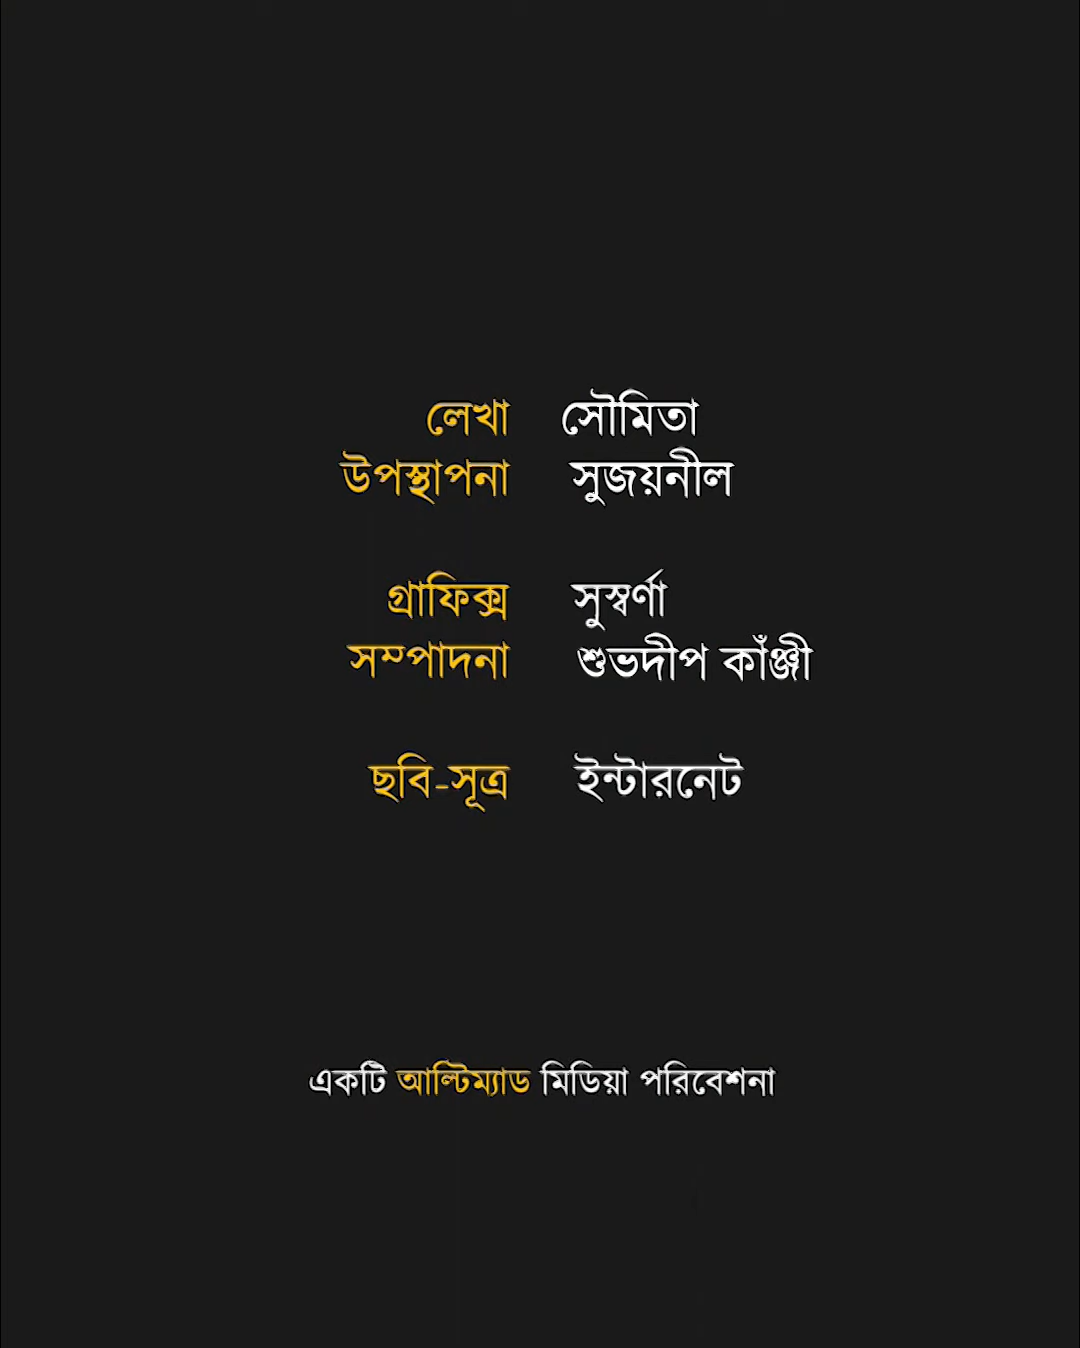 লেখা সৌমিতা
উপস্থাপনা সুজয়নীল
গ্রাফিক্স সুস্বর্ণা
সম্পাদনা শুভদীপ কাঁঞ্জী
ছবি-সূত্র ইন্টারনেট
একটি আল্টিম্যাড মিডিয়া পরিবেশনা